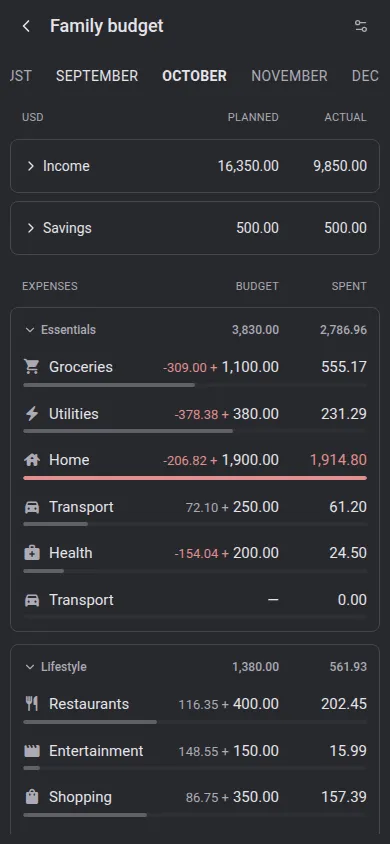 Family budget
UST SEPTEMBER OCTOBER NOVEMBER DEC
USD PLANNED ACTUAL
Income 16,350.00 9,850.00
Savings 500.00 500.00
EXPENSES BUDGET SPENT
Essentials 3,830.00 2,786.96
Groceries -309.00 + 1,100.00 555.17
Utilities -378.38 + 380.00 231.29
Home -206.82 + 1,900.00 1,914.80
Transport 72.10 + 250.00 61.20
Health -154.04 + 200.00 24.50
Transport — 0.00
Lifestyle 1,380.00 561.93
Restaurants 116.35 + 400.00 202.45
Entertainment 148.55 + 150.00 15.99
Shopping 86.75 + 350.00 157.39